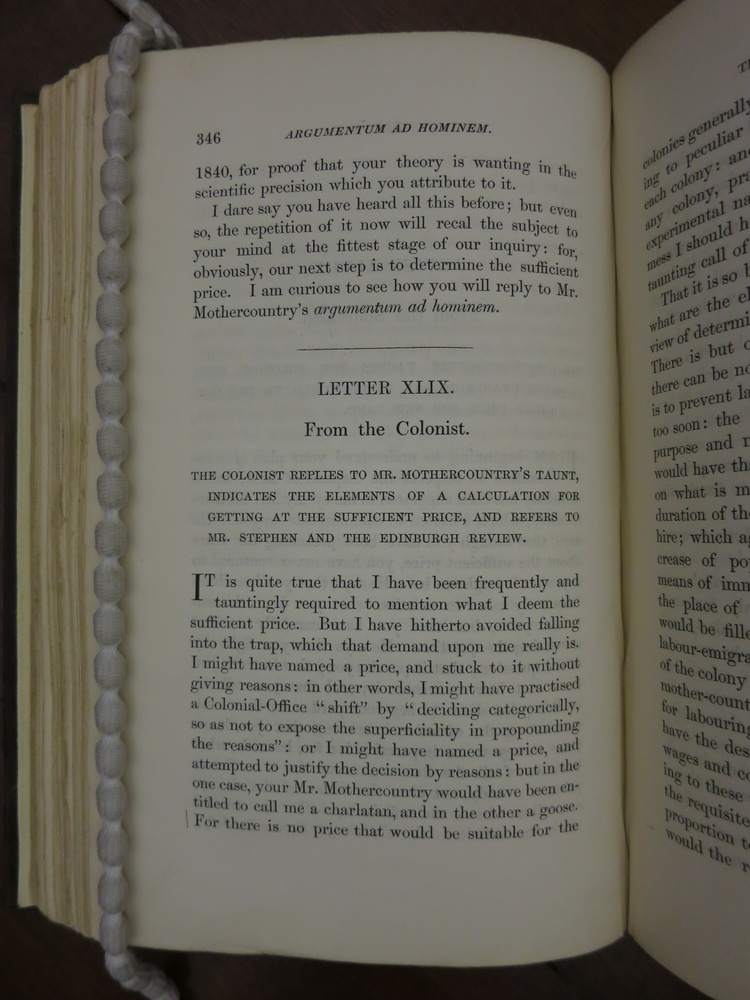 346
ARGUMENTUM AD HOMINEM.
1840, for proof that your theory is wanting in the
scientific precision which you attribute to it.
I dare say you have heard all this before; but even
so, the repetition of it now will recal the subject to
your mind at the fittest stage of our inquiry: for,
obviously, our next step is to determine the sufficient
price. I am curious to see how you will reply to Mr.
Mothercountry's argumentum ad hominem.
LETTER XLIX.
From the Colonist.
THE COLONIST REPLIES TO MR. MOTHERCOUNTRY'S TAUNT,
INDICATES THE ELEMENTS OF A CALCULATION FOR
GETTING AT THE SUFFICIENT PRICE, AND REFERS TO
MR. STEPHEN AND THE EDINBURGH REVIEW.
IT is quite true that I have been frequently and
tauntingly required to mention what I deem the
sufficient price. But I have hitherto avoided falling
into the trap, which that demand upon me really is.
I might have named a price, and stuck to it without
giving reasons: in other words, I might have practised
a Colonial-Office "shift" by "deciding categorically,
so as not to expose the superficiality in propounding
the reasons": or I might have named a price, and
attempted to justify the decision by reasons: but in the
one case, your Mr. Mothercountry would have been en-
titled to call me a charlatan, and in the other a goose.
For there is no price that would be suitable for the
colonies generally
ing to peculiar
each colony: and
any colony,
experimental
mess I should
taunting call of
That it is so
what are the
view of
There is but
there can be
is to prevent
too soon: the
purpose and
would have
on what is
duration of the
hire; which
crease of
means of
the place of
would be
labour-emigra
of the colony
mother-count
for labouring
have the
wages and
ing to these
the requisite
proportion
would the